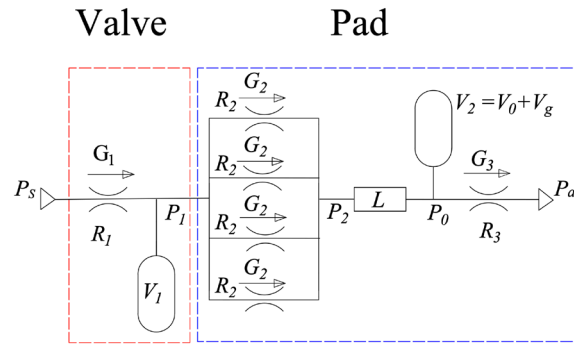 Valve
Pad
G2
R2
G2
R2
G2
R2
G2
R2
V2 = V0 + Vg
G1
G3
Ps
P1
P2
L
P0
Pa
R1
R3
V1